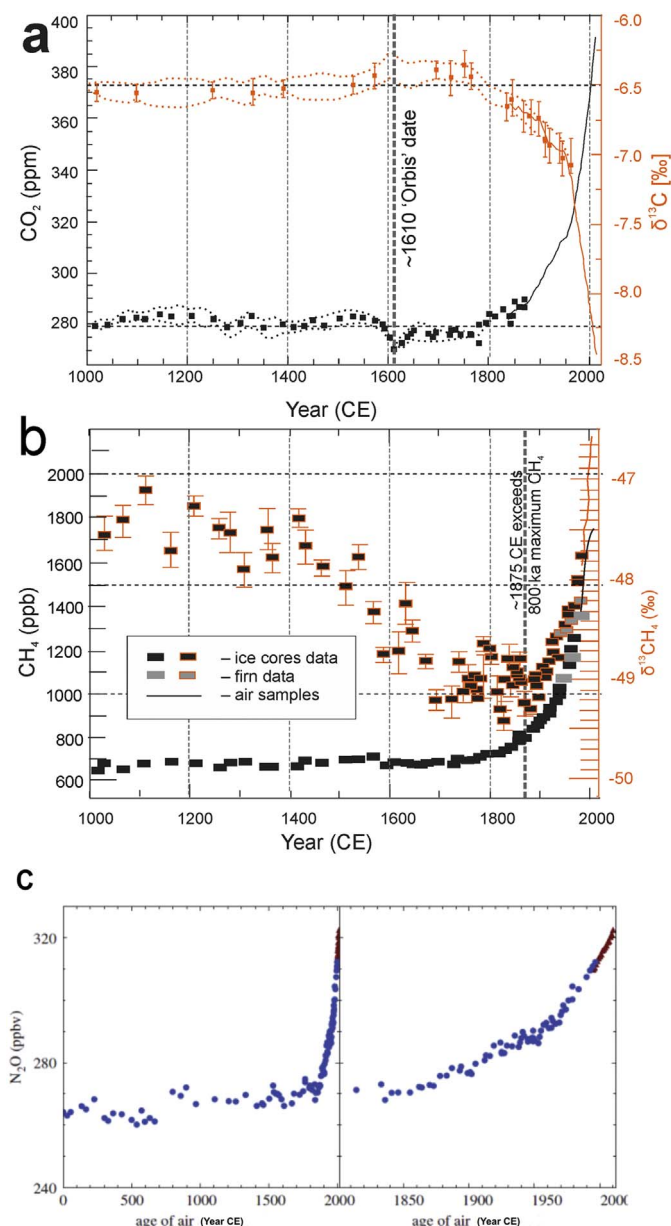 a
400
380
360
340
320
300
280
CO2 (ppm)
-6.0
-6.5
-7.0
-7.5
-8.0
-8.5
δ13C [‰]
~1610 'Orbis' date
1000 1200 1400 1600 1800 2000
Year (CE)
b
2000
1800
1600
1400
1200
1000
800
600
CH4 (ppb)
-47
-48
-49
-50
δ13CH4 (‰)
~1875 CE exceeds
800 ka maximum CH4
– ice cores data
– firn data
– air samples
1000 1200 1400 1600 1800 2000
Year (CE)
c
320
280
240
N2O (ppbv)
0 500 1000 1500 2000 1850 1900 1950 2000
age of air (Year CE) age of air (Year CE)